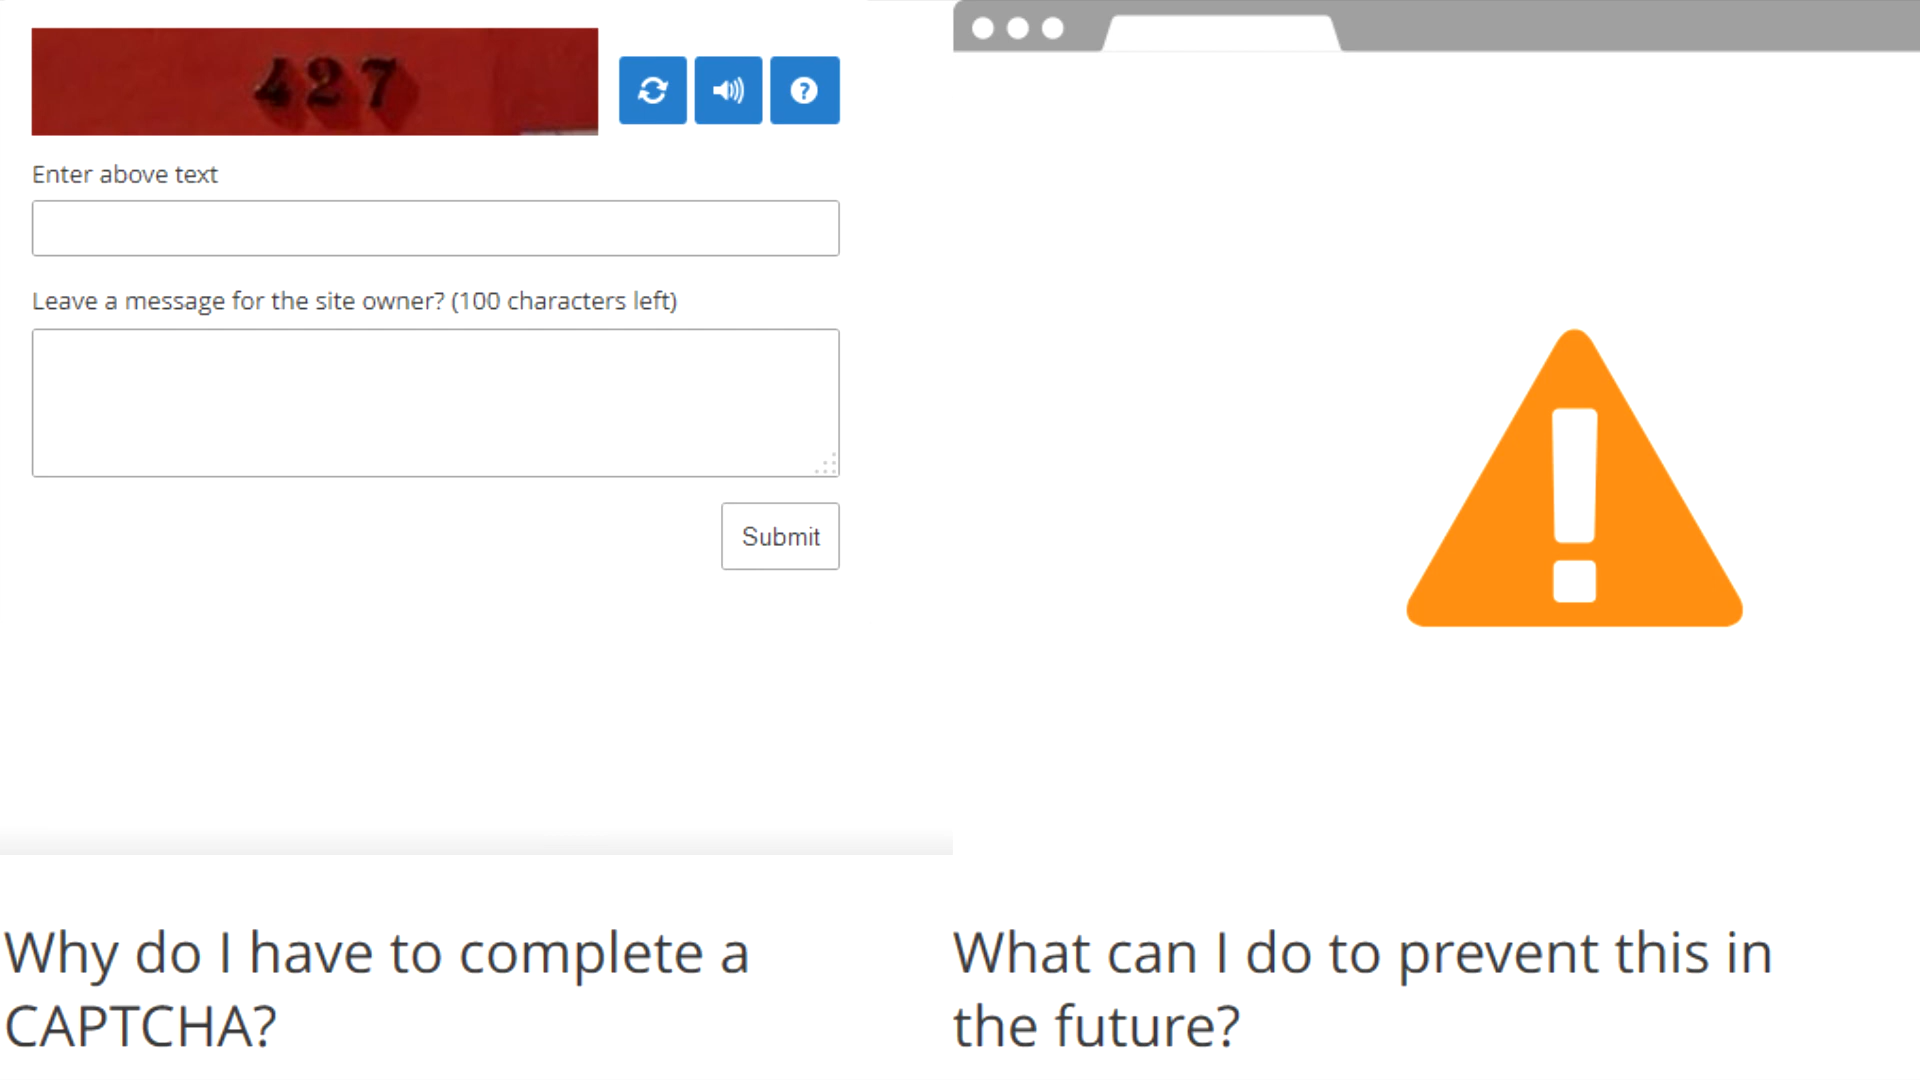 427
Enter above text
Leave a message for the site owner? (100 characters left)
Submit
Why do I have to complete a
CAPTCHA?
What can I do to prevent this in
the future?